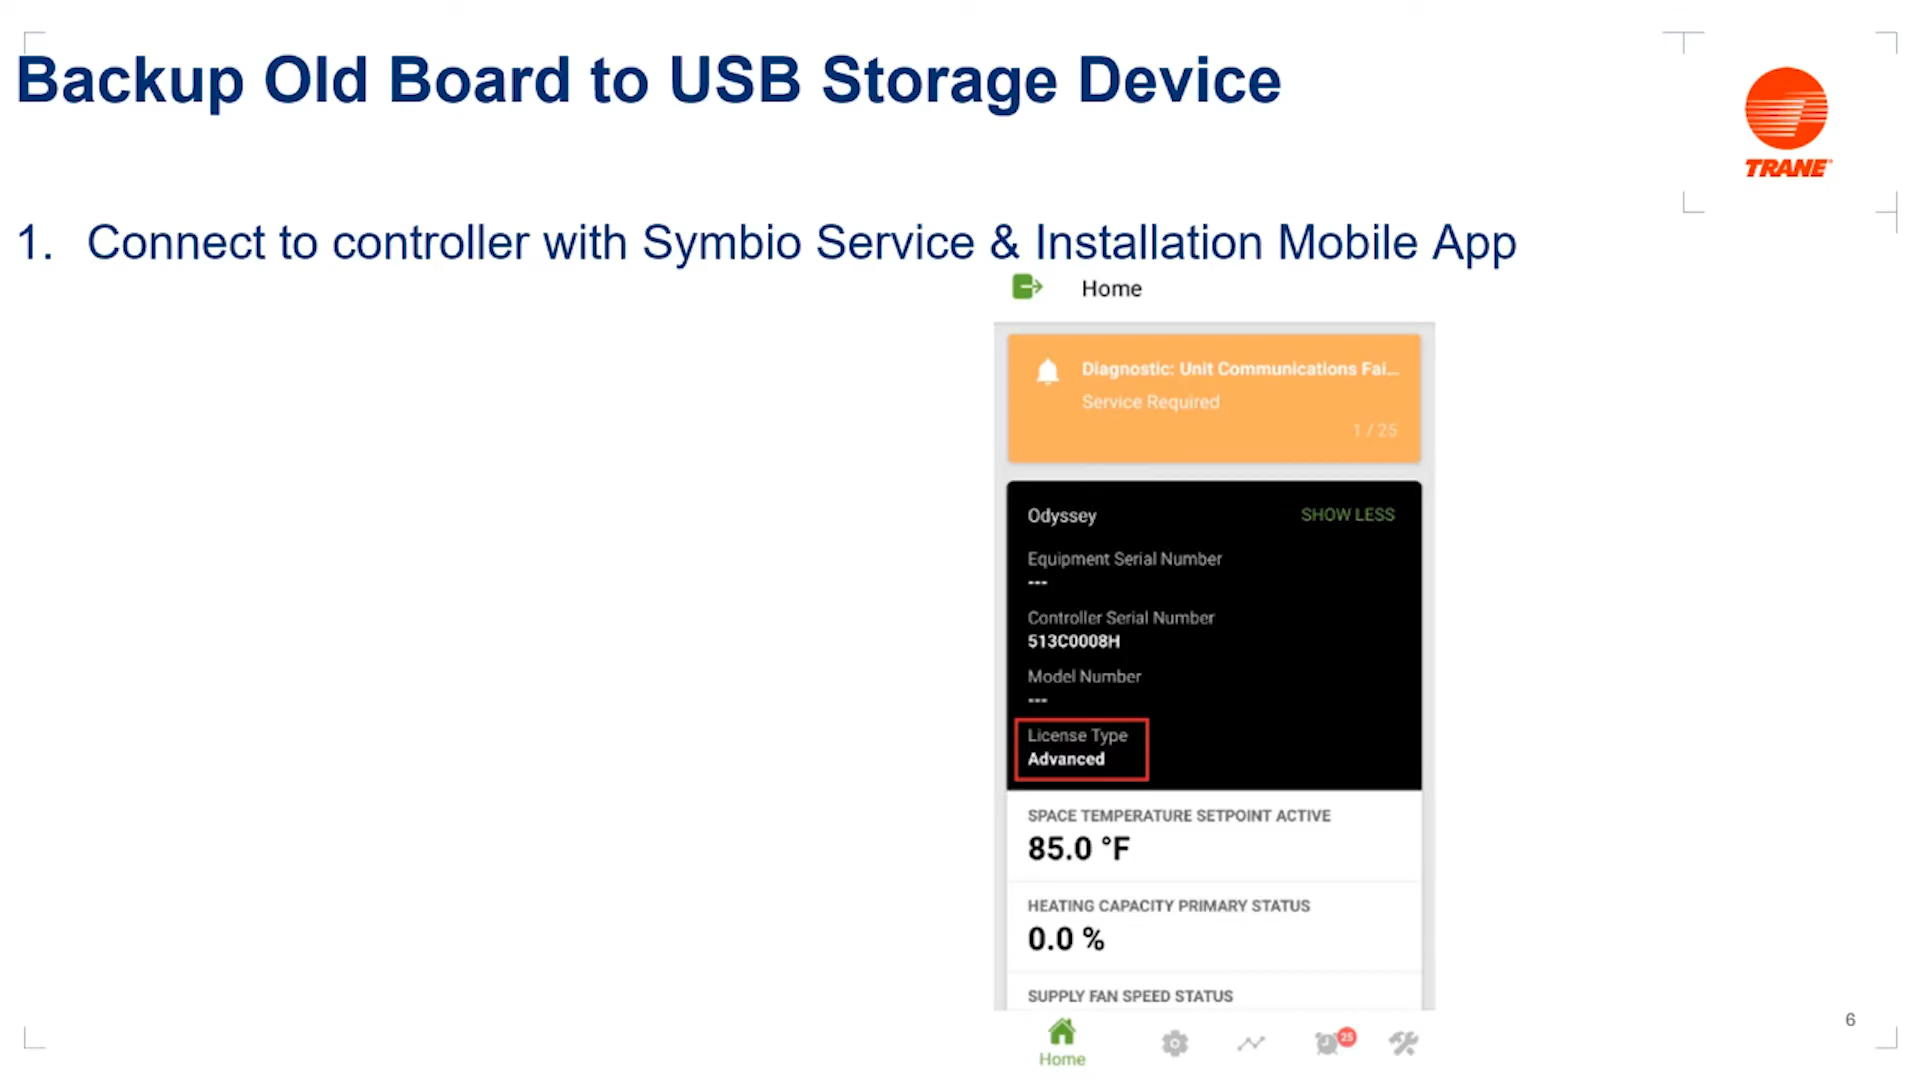 Backup Old Board to USB Storage Device
TRANE
1. Connect to controller with Symbio Service & Installation Mobile App
Home
Diagnostic: Unit Communications Fai...
Service Required
1 / 25
Odyssey
SHOW LESS
Equipment Serial Number
---
Controller Serial Number
513C0008H
Model Number
---
License Type
Advanced
SPACE TEMPERATURE SETPOINT ACTIVE
85.0 °F
HEATING CAPACITY PRIMARY STATUS
0.0 %
SUPPLY FAN SPEED STATUS
25
Home
6